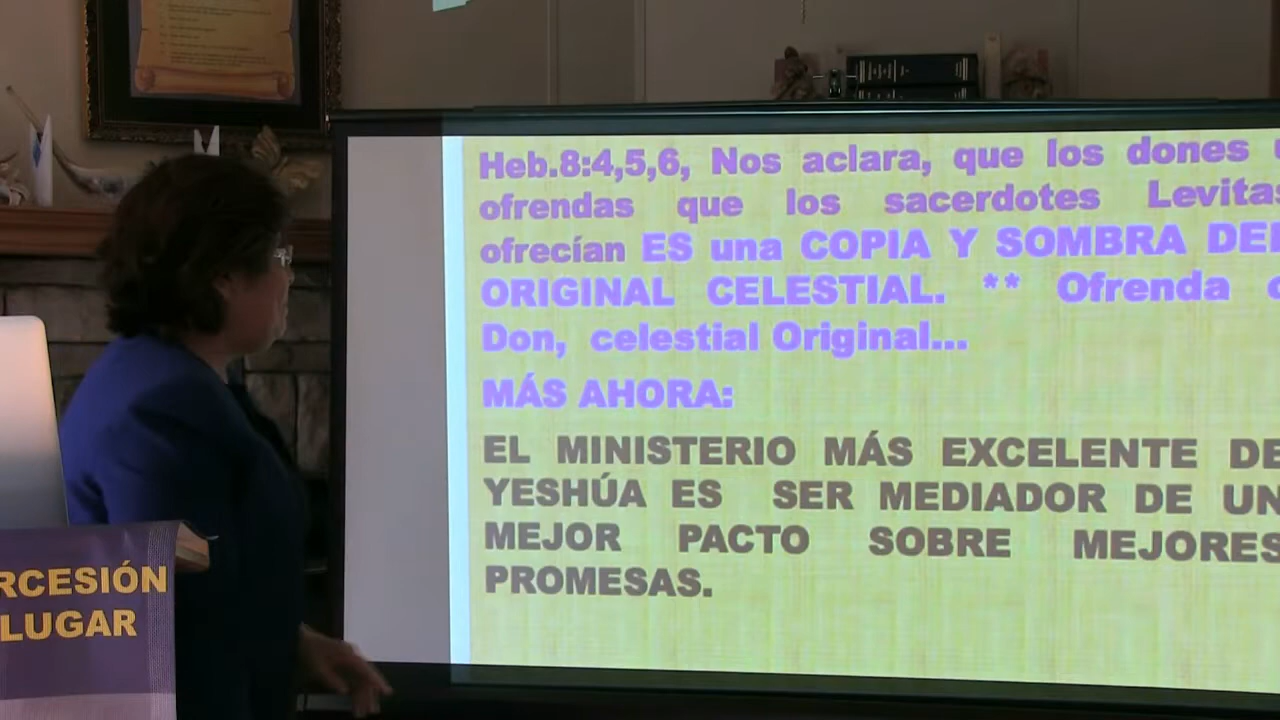 Heb.8:4,5,6, Nos aclara, que los dones u
ofrendas que los sacerdotes Levitas
ofrecían ES una COPIA Y SOMBRA DEL
ORIGINAL CELESTIAL. ** Ofrenda o
Don, celestial Original...
MÁS AHORA:
EL MINISTERIO MÁS EXCELENTE DE
YESHÚA ES SER MEDIADOR DE UN
MEJOR PACTO SOBRE MEJORES
PROMESAS.
RCESIÓN
LUGAR